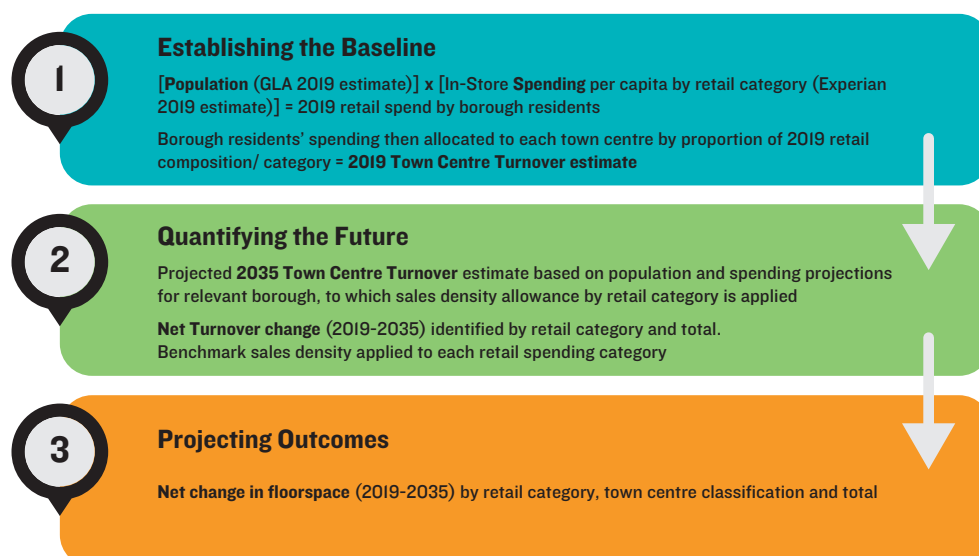 1
Establishing the Baseline
[Population (GLA 2019 estimate)] x [In-Store Spending per capita by retail category (Experian
2019 estimate)] = 2019 retail spend by borough residents
Borough residents' spending then allocated to each town centre by proportion of 2019 retail
composition/ category = 2019 Town Centre Turnover estimate
2
Quantifying the Future
Projected 2035 Town Centre Turnover estimate based on population and spending projections
for relevant borough, to which sales density allowance by retail category is applied
Net Turnover change (2019-2035) identified by retail category and total.
Benchmark sales density applied to each retail spending category
3
Projecting Outcomes
Net change in floorspace (2019-2035) by retail category, town centre classification and total